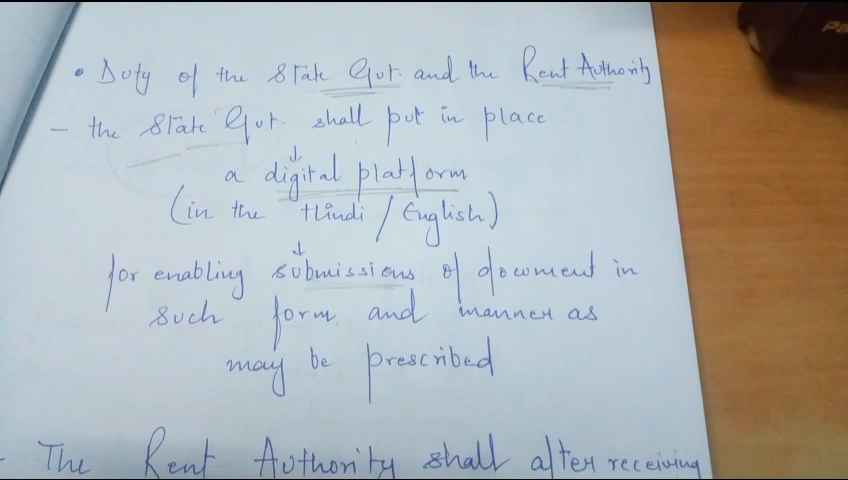 • Duty of the State Gvt. and the Rent Authority
- the State Gvt. shall put in place
↓
a digital platform
(in the Hindi / English)
↓
for enabling submissions of document in
such form and manner as
may be prescribed
- The Rent Authority shall after receiving